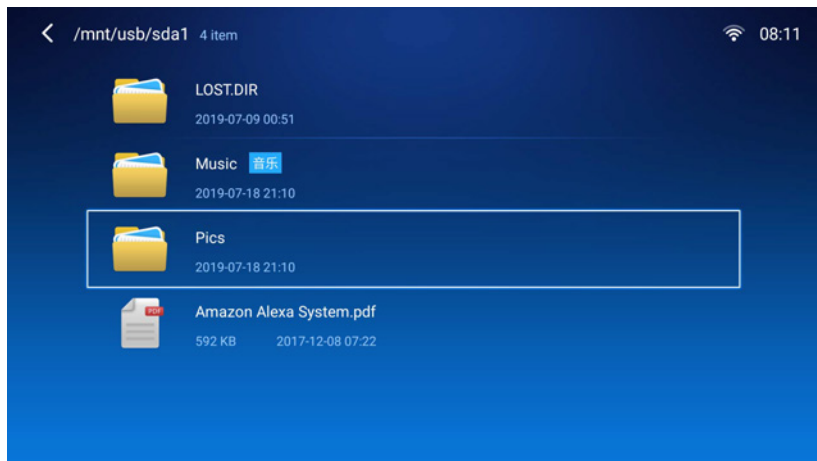 /mnt/usb/sda1 4 item 08:11
LOST.DIR
2019-07-09 00:51
Music 音乐
2019-07-18 21:10
Pics
2019-07-18 21:10
PDF
Amazon Alexa System.pdf
592 KB 2017-12-08 07:22